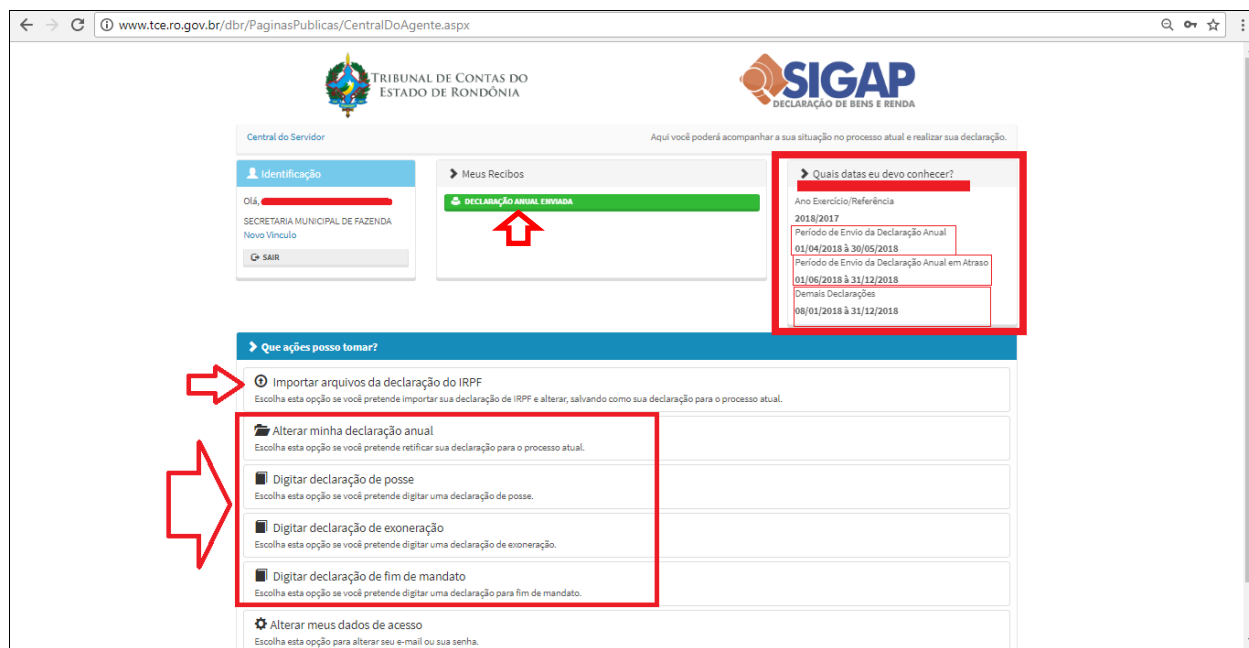 www.tce.ro.gov.br/dbr/PaginasPublicas/CentralDoAgente.aspx
TRIBUNAL DE CONTAS DO
ESTADO DE RONDÔNIA
SIGAP
DECLARAÇÃO DE BENS E RENDA
Central do Servidor
Aqui você poderá acompanhar a sua situação no processo atual e realizar sua declaração.
Identificação
Olá,
SECRETARIA MUNICIPAL DE FAZENDA
Novo Vinculo
SAIR
Meus Recibos
DECLARAÇÃO ANUAL ENVIADA
Quais datas eu devo conhecer?
Ano Exercício/Referência
2018/2017
Período de Envio da Declaração Anual
01/04/2018 à 30/05/2018
Período de Envio da Declaração Anual em Atraso
01/06/2018 à 31/12/2018
Demais Declarações
08/01/2018 à 31/12/2018
Que ações posso tomar?
Importar arquivos da declaração do IRPF
Escolha esta opção se você pretende importar sua declaração de IRPF e alterar, salvando como sua declaração para o processo atual.
Alterar minha declaração anual
Escolha esta opção se você pretende retificar sua declaração para o processo atual.
Digitar declaração de posse
Escolha esta opção se você pretende digitar uma declaração de posse.
Digitar declaração de exoneração
Escolha esta opção se você pretende digitar uma declaração de exoneração.
Digitar declaração de fim de mandato
Escolha esta opção se você pretende digitar uma declaração para fim de mandato.
Alterar meus dados de acesso
Escolha esta opção para alterar seu e-mail ou sua senha.